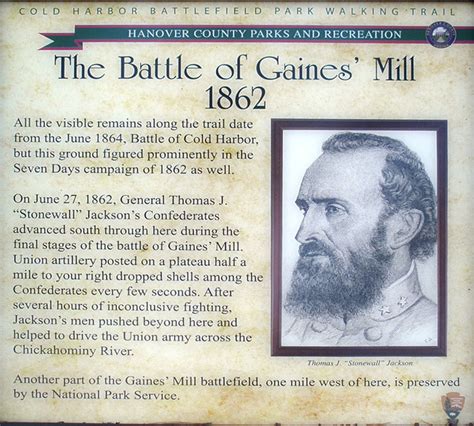 COLD HARBOR BATTLEFIELD PARK WALKING TRAIL
HANOVER COUNTY PARKS AND RECREATION
The Battle of Gaines' Mill
1862
All the visible remains along the trail date
from the June 1864, Battle of Cold Harbor,
but this ground figured prominently in the
Seven Days campaign of 1862 as well.
On June 27, 1862, General Thomas J.
"Stonewall" Jackson's Confederates
advanced south through here during the
final stages of the battle of Gaines' Mill.
Union artillery posted on a plateau half a
mile to your right dropped shells among the
Confederates every few seconds. After
several hours of inconclusive fighting,
Jackson's men pushed beyond here and
helped to drive the Union army across the
Chickahominy River.
Thomas J. "Stonewall" Jackson
Another part of the Gaines' Mill battlefield, one mile west of here, is preserved
by the National Park Service.